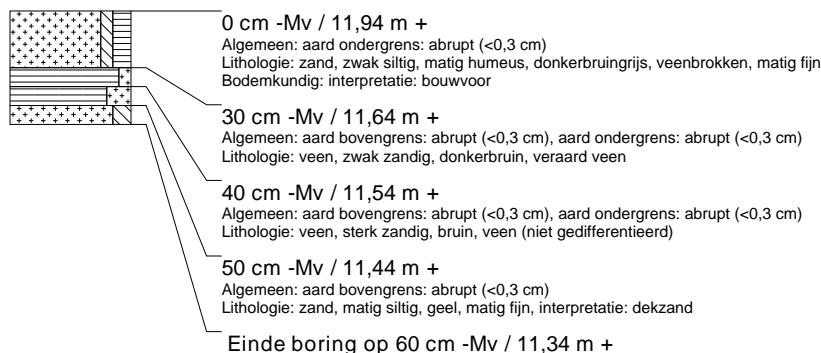 0 cm -Mv / 11,94 m +
Algemeen: aard ondergrens: abrupt (<0,3 cm)
Lithologie: zand, zwak siltig, matig humeus, donkerbruingrijs, veenbrokken, matig fijn
Bodemkundig: interpretatie: bouwvoor
30 cm -Mv / 11,64 m +
Algemeen: aard bovengrens: abrupt (<0,3 cm), aard ondergrens: abrupt (<0,3 cm)
Lithologie: veen, zwak zandig, donkerbruin, veraard veen
40 cm -Mv / 11,54 m +
Algemeen: aard bovengrens: abrupt (<0,3 cm), aard ondergrens: abrupt (<0,3 cm)
Lithologie: veen, sterk zandig, bruin, veen (niet gedifferentieerd)
50 cm -Mv / 11,44 m +
Algemeen: aard bovengrens: abrupt (<0,3 cm)
Lithologie: zand, matig siltig, geel, matig fijn, interpretatie: dekzand
Einde boring op 60 cm -Mv / 11,34 m +